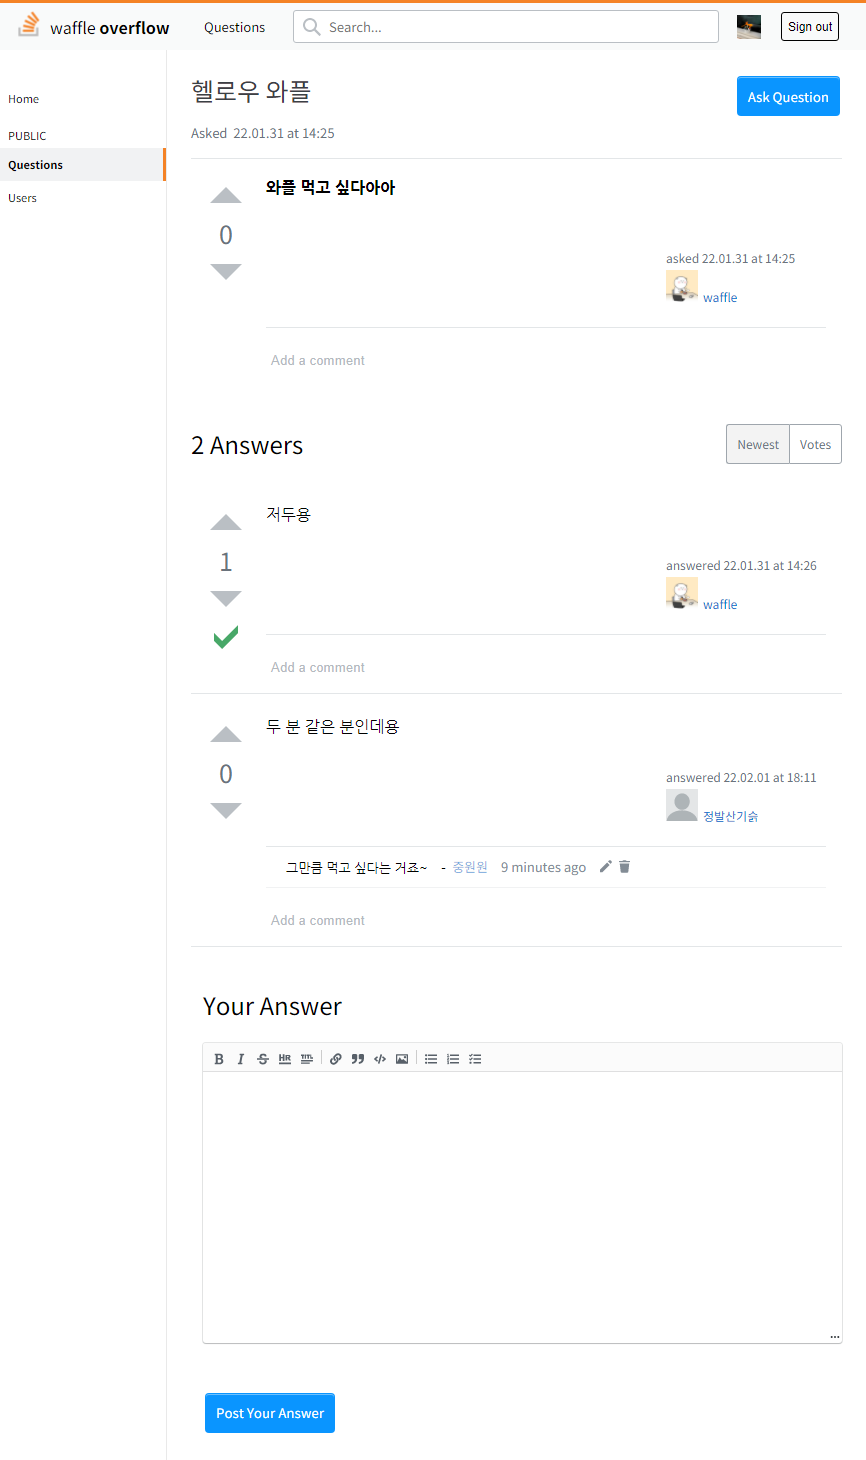 waffle overflow Questions Search... Sign out
Home
PUBLIC
Questions
Users
헬로우 와플
Ask Question
Asked 22.01.31 at 14:25
와플 먹고 싶다아아
0
asked 22.01.31 at 14:25
waffle
Add a comment
2 Answers
Newest Votes
저두용
1
answered 22.01.31 at 14:26
waffle
Add a comment
두 분 같은 분인데용
0
answered 22.02.01 at 18:11
정발산기슭
그만큼 먹고 싶다는 거죠~ - 중원원 9 minutes ago
Add a comment
Your Answer
B I S HR TITL
Post Your Answer